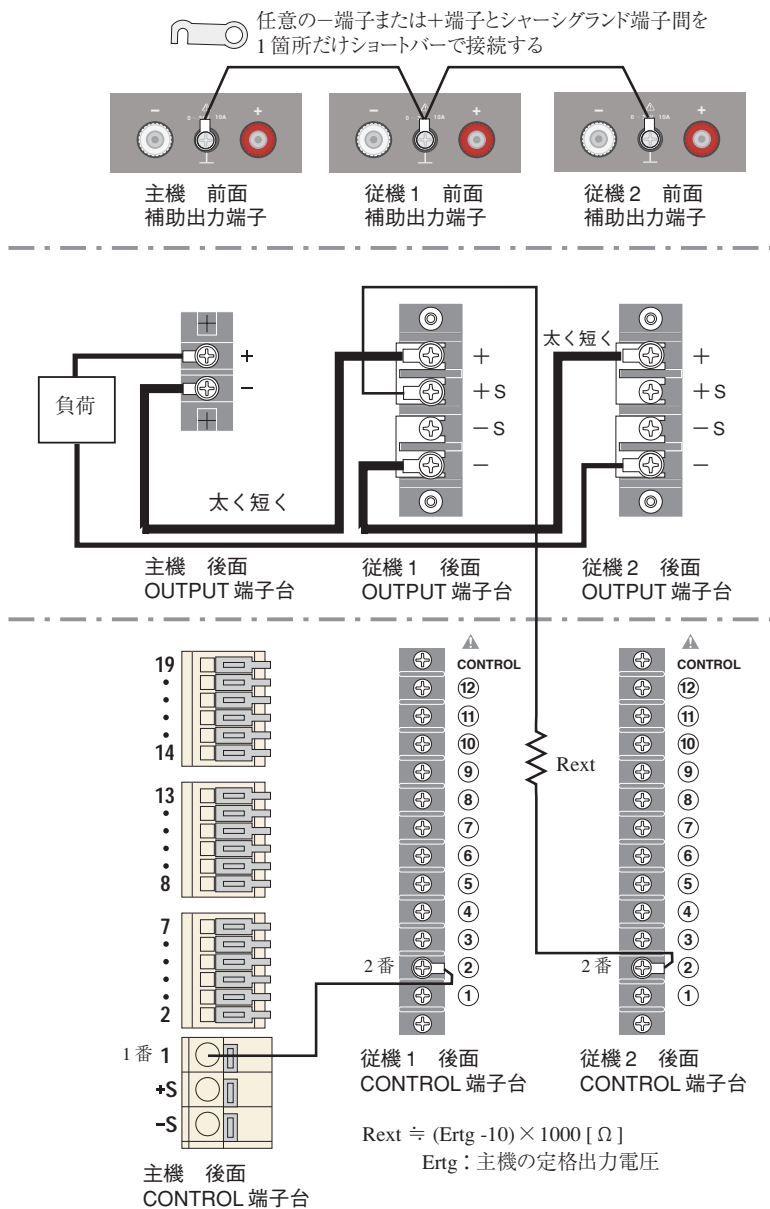 任意の－端子または＋端子とシャーシグランド端子間を
1箇所だけショートバーで接続する
－ ＋
－ ＋
－ ＋
10A
10A
10A
主機　前面
補助出力端子
従機1　前面
補助出力端子
従機2　前面
補助出力端子
＋
－
負荷
太く短く
＋
＋S
－S
－
太く短く
＋
＋S
－S
－
主機　後面
OUTPUT 端子台
従機1　後面
OUTPUT 端子台
従機2　後面
OUTPUT 端子台
19
14
13
8
7
2
1番 1
+S
-S
主機　後面
CONTROL 端子台
CONTROL
⑫
⑪
⑩
⑨
⑧
⑦
⑥
⑤
④
③
2番 ②
①
従機1　後面
CONTROL 端子台
Rext
CONTROL
⑫
⑪
⑩
⑨
⑧
⑦
⑥
⑤
④
③
2番 ②
①
従機2　後面
CONTROL 端子台
Rext ≒ (Ertg -10)×1000 [Ω]
Ertg：主機の定格出力電圧